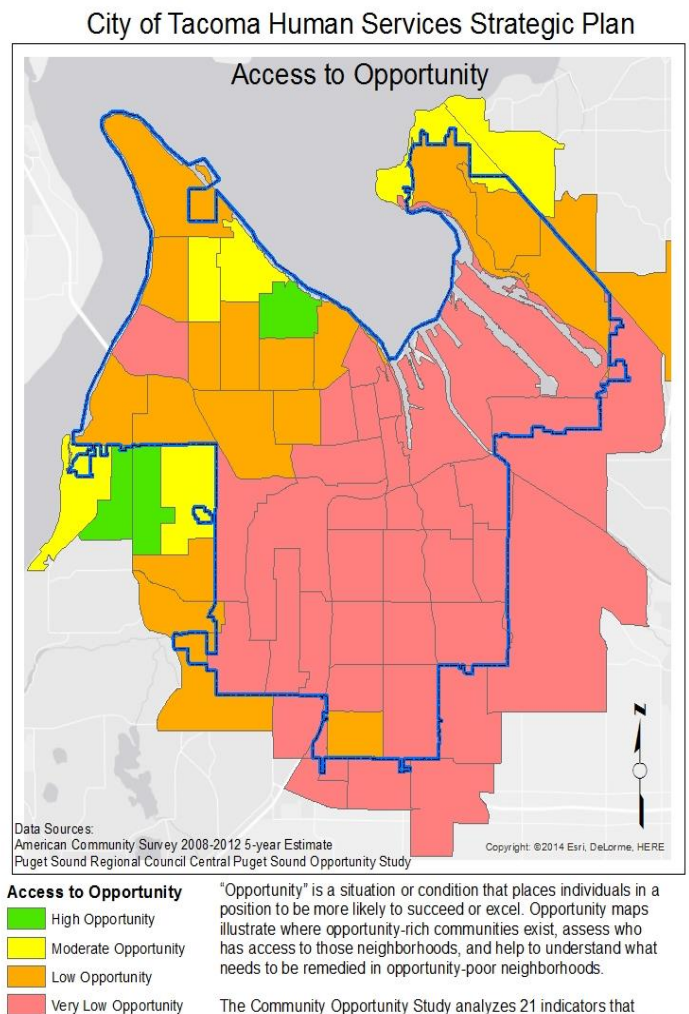 City of Tacoma Human Services Strategic Plan
Access to Opportunity
N
Data Sources:
American Community Survey 2008-2012 5-year Estimate
Puget Sound Regional Council Central Puget Sound Opportunity Study
Copyright: ©2014 Esri, DeLorme, HERE
Access to Opportunity
High Opportunity
Moderate Opportunity
Low Opportunity
Very Low Opportunity
"Opportunity" is a situation or condition that places individuals in a
position to be more likely to succeed or excel. Opportunity maps
illustrate where opportunity-rich communities exist, assess who
has access to those neighborhoods, and help to understand what
needs to be remedied in opportunity-poor neighborhoods.
The Community Opportunity Study analyzes 21 indicators that